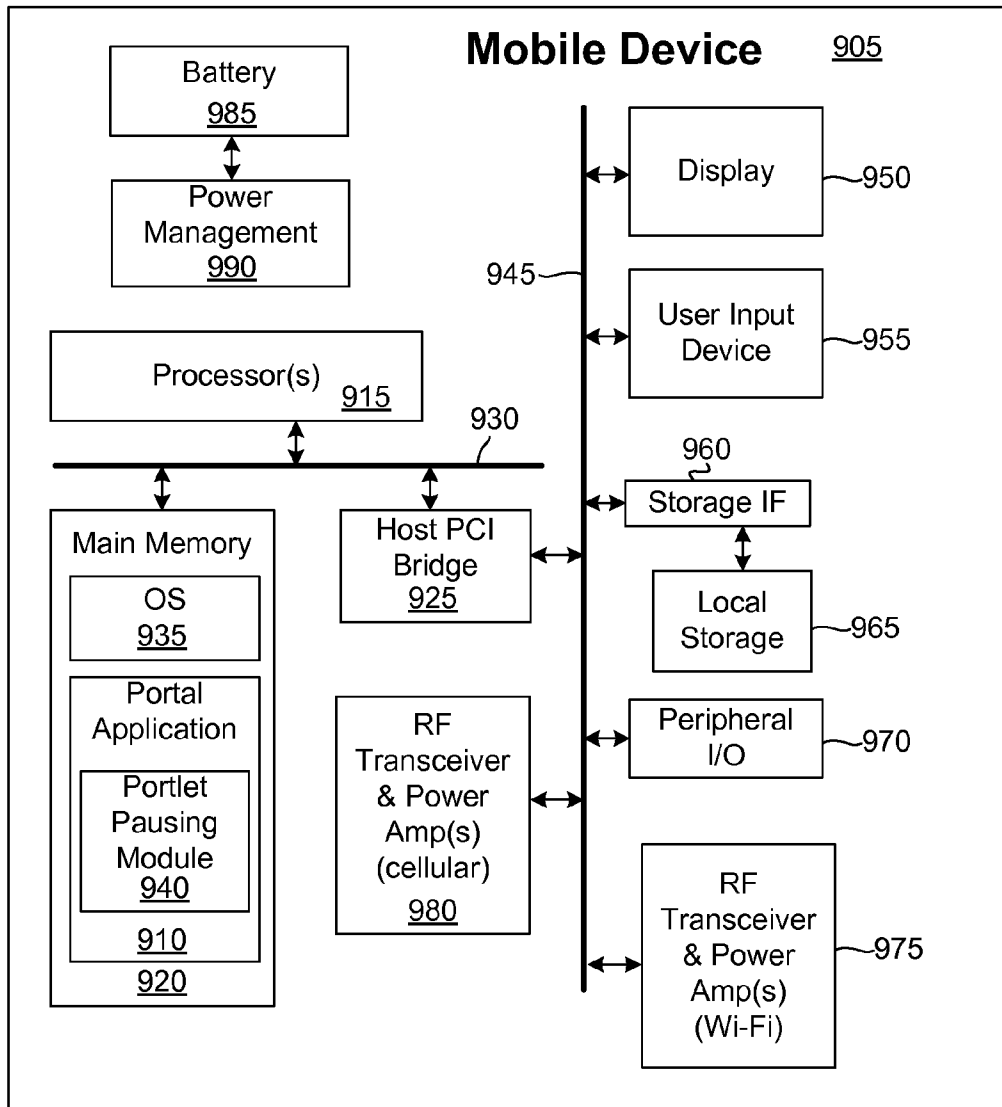 Mobile Device 905
Battery
985
Power
Management
990
Processor(s)
915
930
Main Memory
OS
935
Portal
Application
Portlet
Pausing
Module
940
910
920
Host PCI
Bridge
925
RF
Transceiver
& Power
Amp(s)
(cellular)
980
945
Display
950
User Input
Device
955
960
Storage IF
Local
Storage
965
Peripheral
I/O
970
RF
Transceiver
& Power
Amp(s)
(Wi-Fi)
975